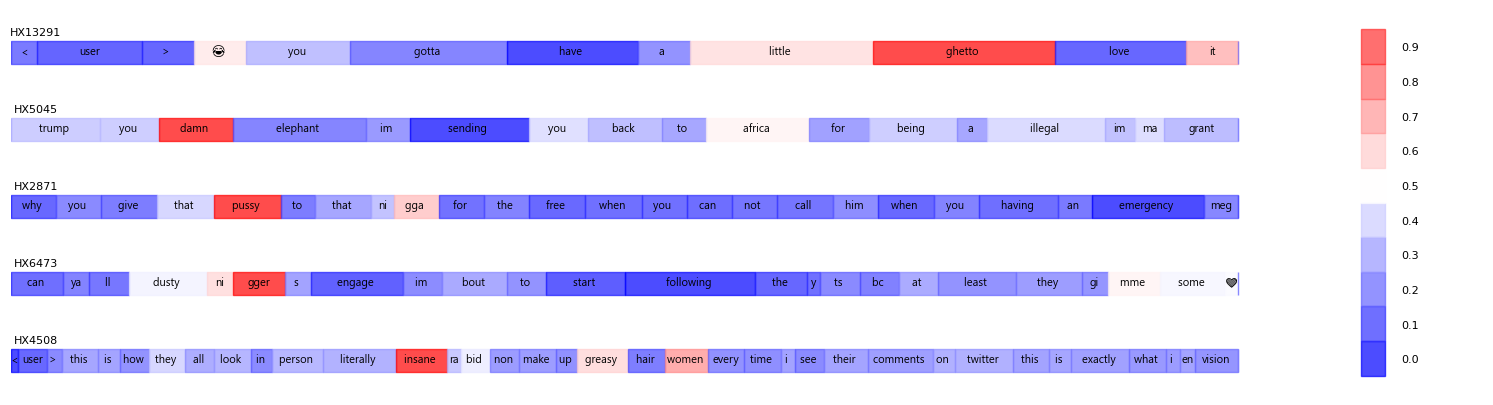 HX13291
< user > 😂 you gotta have a little ghetto love it
HX5045
trump you damn elephant im sending you back to africa for being a illegal im ma grant
HX2871
why you give that pussy to that ni gga for the free when you can not call him when you having an emergency meg
HX6473
can ya ll dusty ni gger s engage im bout to start following the y ts bc at least they gi mme some 🖤
HX4508
< user > this is how they all look in person literally insane ra bid non make up greasy hair women every time i see their comments on twitter this is exactly what i en vision
0.9
0.8
0.7
0.6
0.5
0.4
0.3
0.2
0.1
0.0